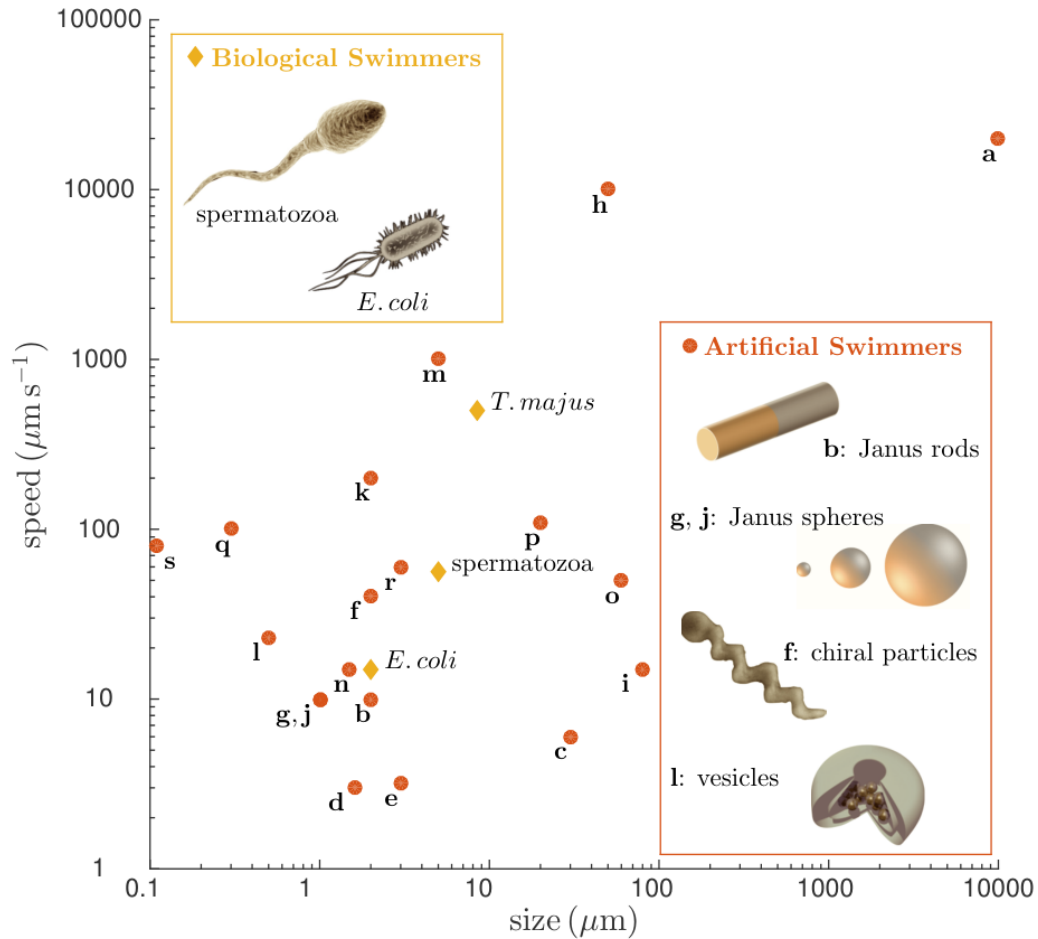 100000
10000
1000
100
10
1
speed (μm s⁻¹)
Biological Swimmers
spermatozoa
E. coli
a
h
m
T. majus
k
s
q
p
r
spermatozoa
f
o
l
E. coli
n
i
g, j
b
c
d
e
Artificial Swimmers
b: Janus rods
g, j: Janus spheres
f: chiral particles
l: vesicles
0.1
1
10
100
1000
10000
size (μm)